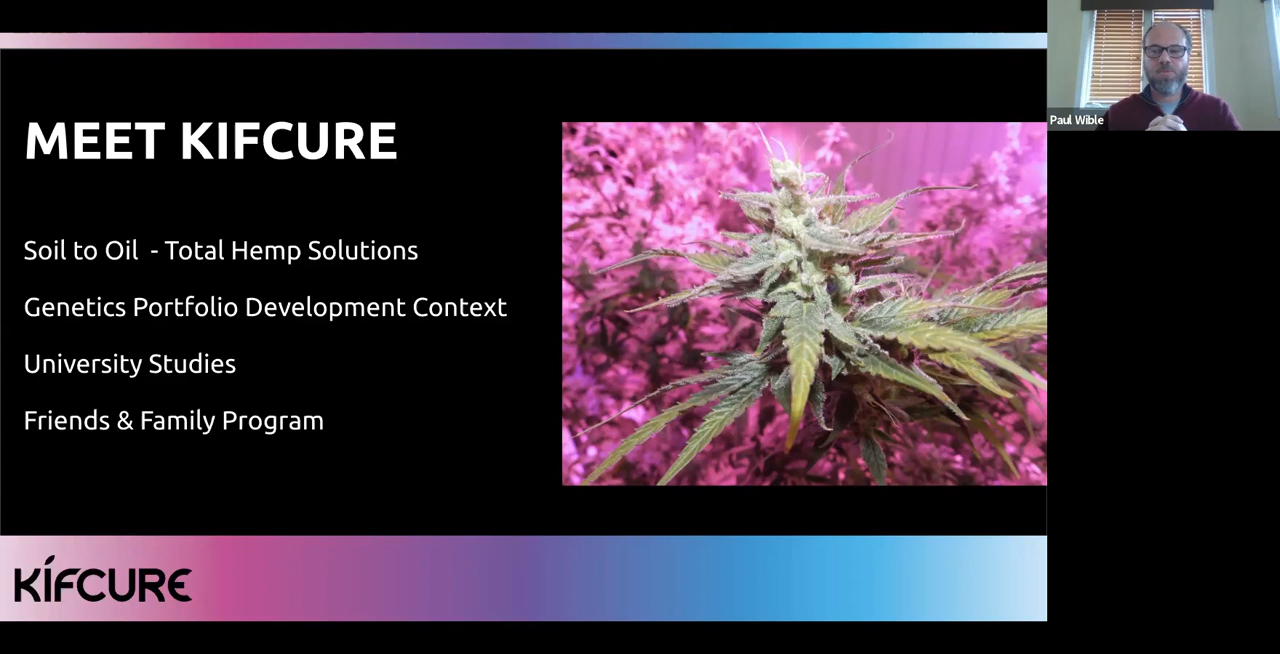 MEET KIFCURE
Soil to Oil - Total Hemp Solutions
Genetics Portfolio Development Context
University Studies
Friends & Family Program
KIFCURE
Paul Wible